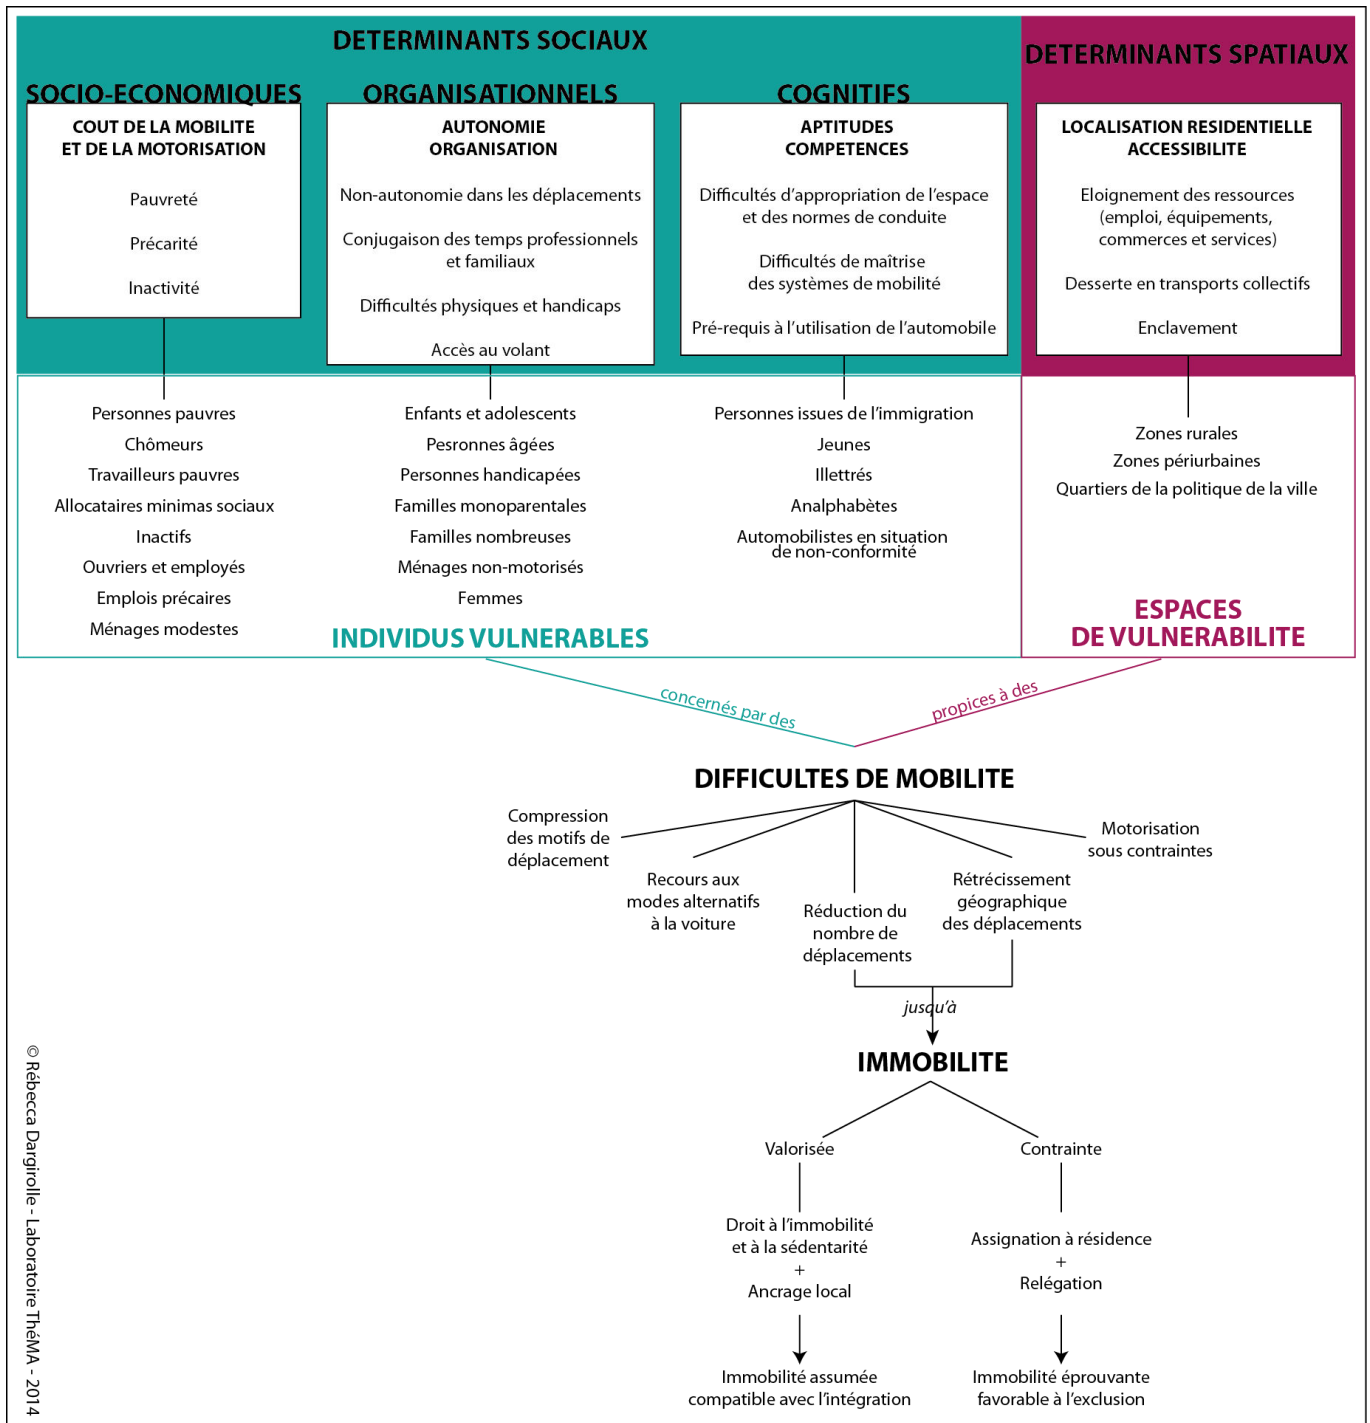 DETERMINANTS SOCIAUX
DETERMINANTS SPATIAUX
SOCIO-ECONOMIQUES
COUT DE LA MOBILITE
ET DE LA MOTORISATION
Pauvreté
Précarité
Inactivité
ORGANISATIONNELS
AUTONOMIE
ORGANISATION
Non-autonomie dans les déplacements
Conjugaison des temps professionnels
et familiaux
Difficultés physiques et handicaps
Accès au volant
COGNITIFS
APTITUDES
COMPETENCES
Difficultés d'appropriation de l'espace
et des normes de conduite
Difficultés de maîtrise
des systèmes de mobilité
Pré-requis à l'utilisation de l'automobile
LOCALISATION RESIDENTIELLE
ACCESSIBILITE
Eloignement des ressources
(emploi, équipements,
commerces et services)
Desserte en transports collectifs
Enclavement
Personnes pauvres
Chômeurs
Travailleurs pauvres
Allocataires minimas sociaux
Inactifs
Ouvriers et employés
Emplois précaires
Ménages modestes
Enfants et adolescents
Pesronnes âgées
Personnes handicapées
Familles monoparentales
Familles nombreuses
Ménages non-motorisés
Femmes
Personnes issues de l'immigration
Jeunes
Illettrés
Analphabètes
Automobilistes en situation
de non-conformité
Zones rurales
Zones périurbaines
Quartiers de la politique de la ville
INDIVIDUS VULNERABLES
ESPACES
DE VULNERABILITE
concernés par des
propices à des
DIFFICULTES DE MOBILITE
Compression
des motifs de
déplacement
Recours aux
modes alternatifs
à la voiture
Réduction du
nombre de
déplacements
Rétrécissement
géographique
des déplacements
Motorisation
sous contraintes
jusqu'à
IMMOBILITE
Valorisée
Droit à l'immobilité
et à la sédentarité
+
Ancrage local
Immobilité assumée
compatible avec l'intégration
Contrainte
Assignation à résidence
+
Relégation
Immobilité éprouvante
favorable à l'exclusion
© Rébecca Dargirolle - Laboratoire ThéMA - 2014